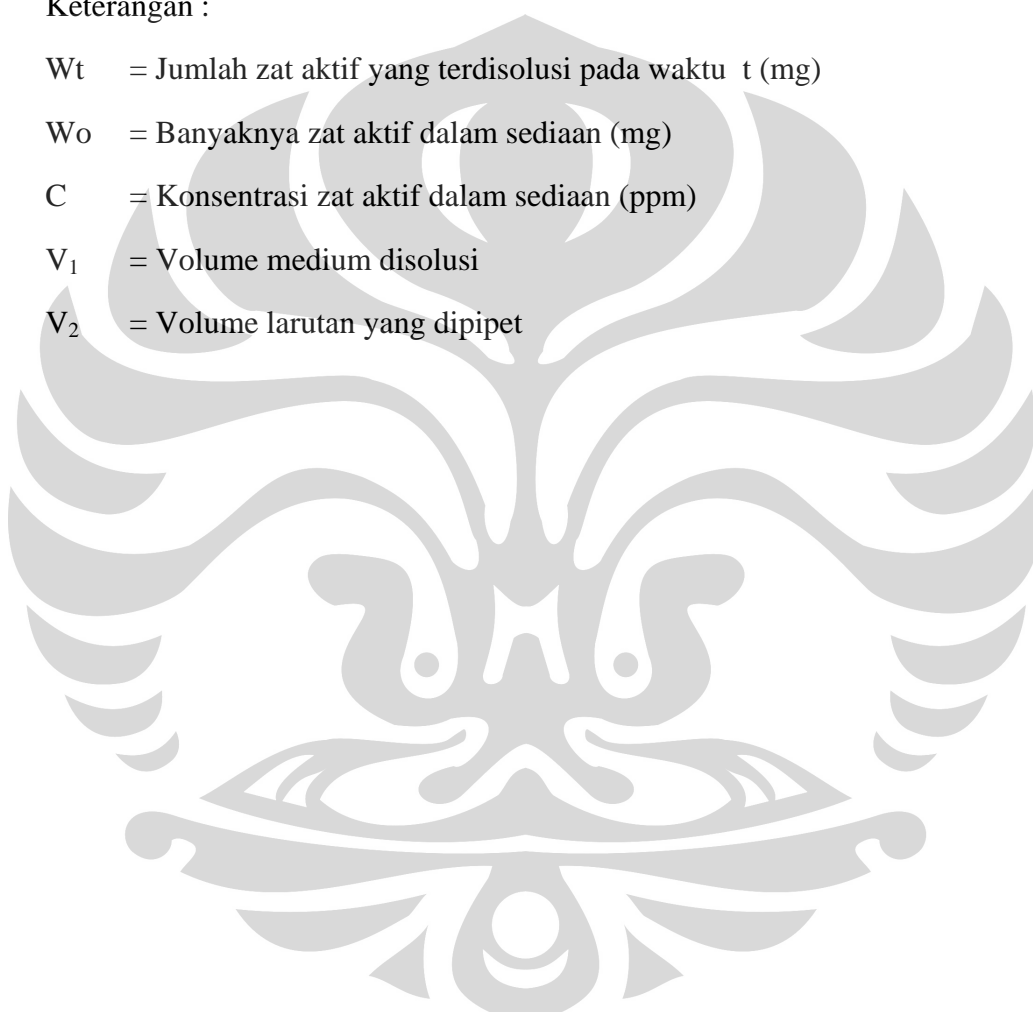 Keterangan :
Wt = Jumlah zat aktif yang terdisolusi pada waktu t (mg)
Wo = Banyaknya zat aktif dalam sediaan (mg)
C = Konsentrasi zat aktif dalam sediaan (ppm)
V₁ = Volume medium disolusi
V₂ = Volume larutan yang dipipet